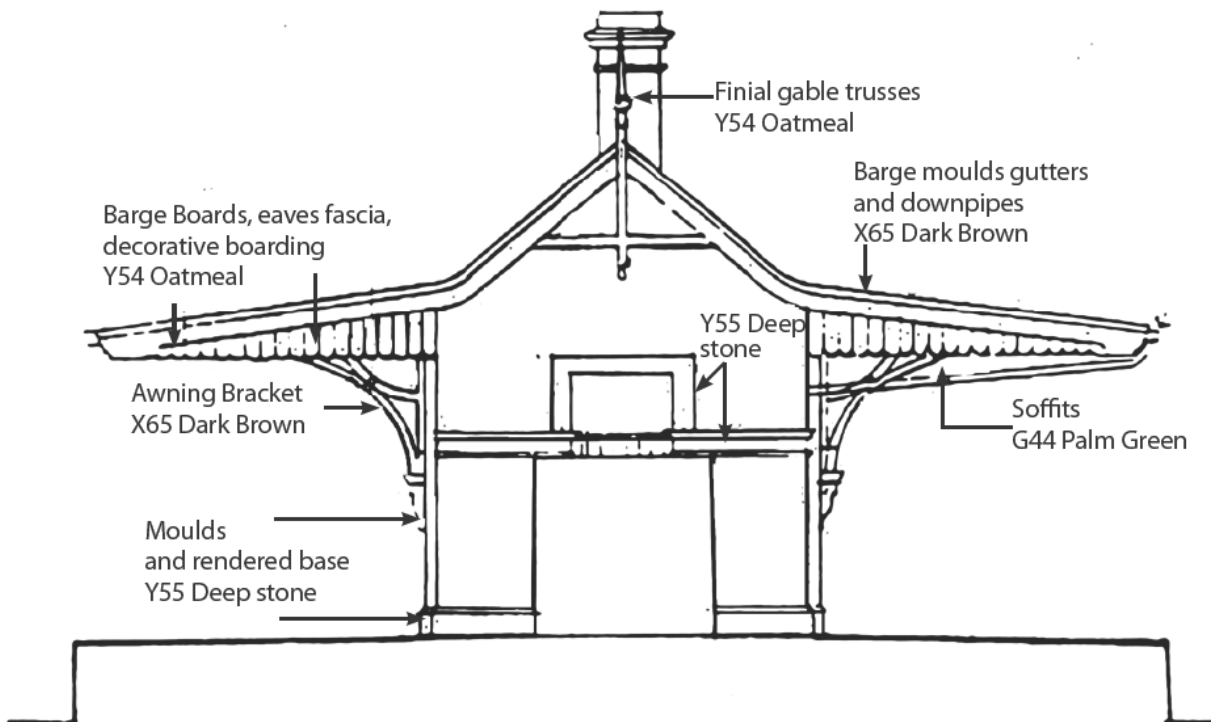 Finial gable trusses
Y54 Oatmeal
Barge moulds gutters
and downpipes
X65 Dark Brown
Barge Boards, eaves fascia,
decorative boarding
Y54 Oatmeal
Y55 Deep
stone
Awning Bracket
X65 Dark Brown
Soffits
G44 Palm Green
Moulds
and rendered base
Y55 Deep stone